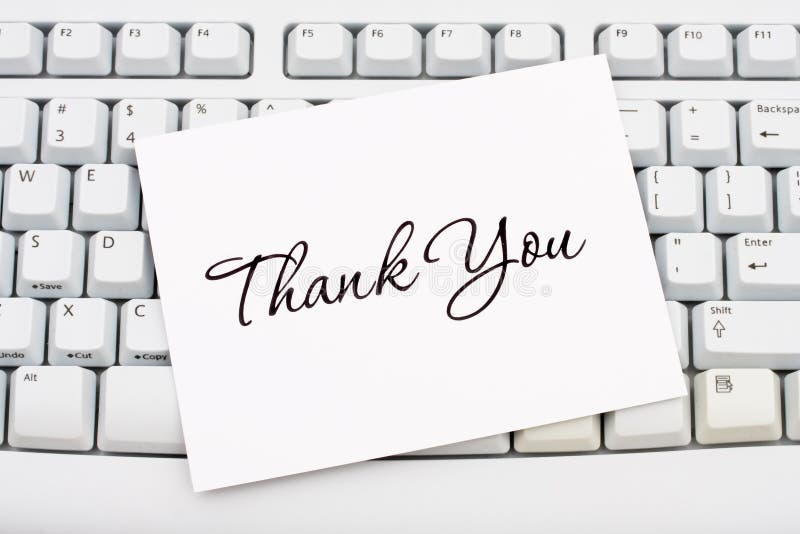 F2 F3 F4 F5 F6 F7 F8 F9 F10 F11
# $ % Backspa
3 4
W E { }
[ ]
S D : " Enter
Save ; '
Shift
Undo X Cut C Copy
Alt
Thank You